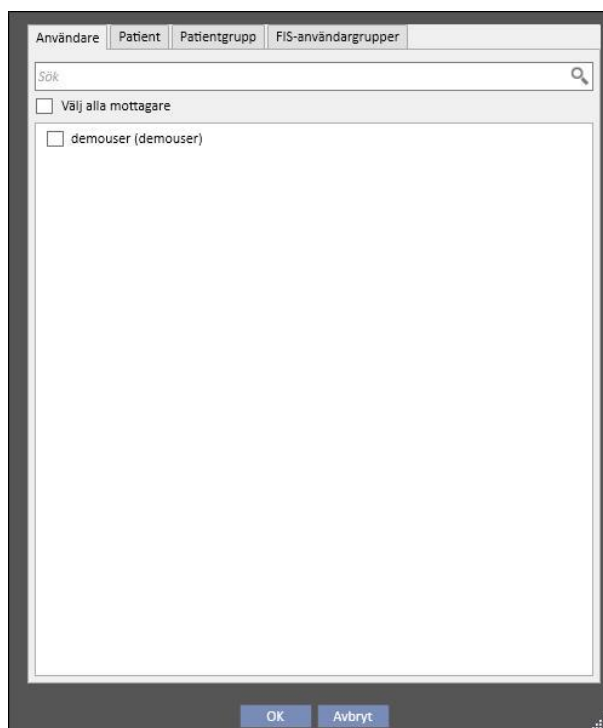 Användare Patient Patientgrupp FIS-användargrupper
Sök
Välj alla mottagare
demouser (demouser)
OK Avbryt